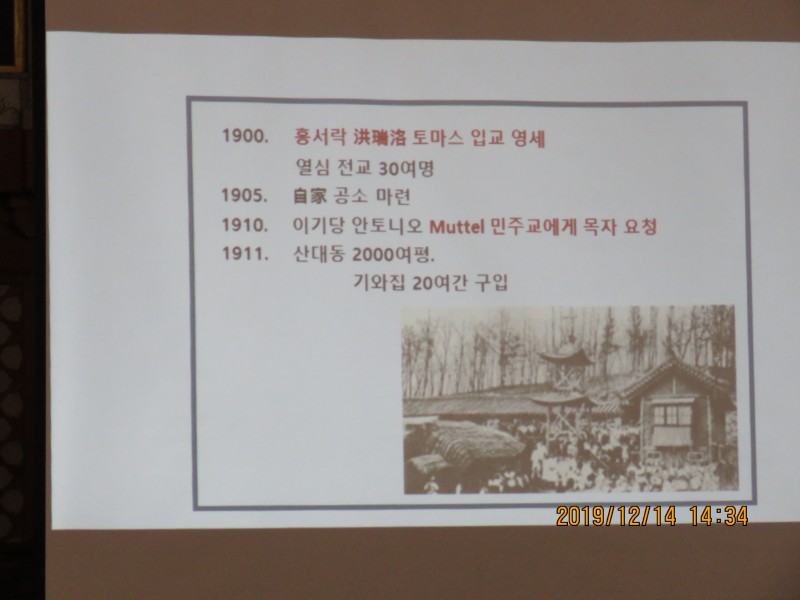 1900. 홍서락 洪瑞洛 토마스 입교 영세
열심 전교 30여명
1905. 自家 공소 마련
1910. 이기당 안토니오 Muttel 민주교에게 목자 요청
1911. 산대동 2000여평.
기와집 20여간 구입
2019/12/14 14:34